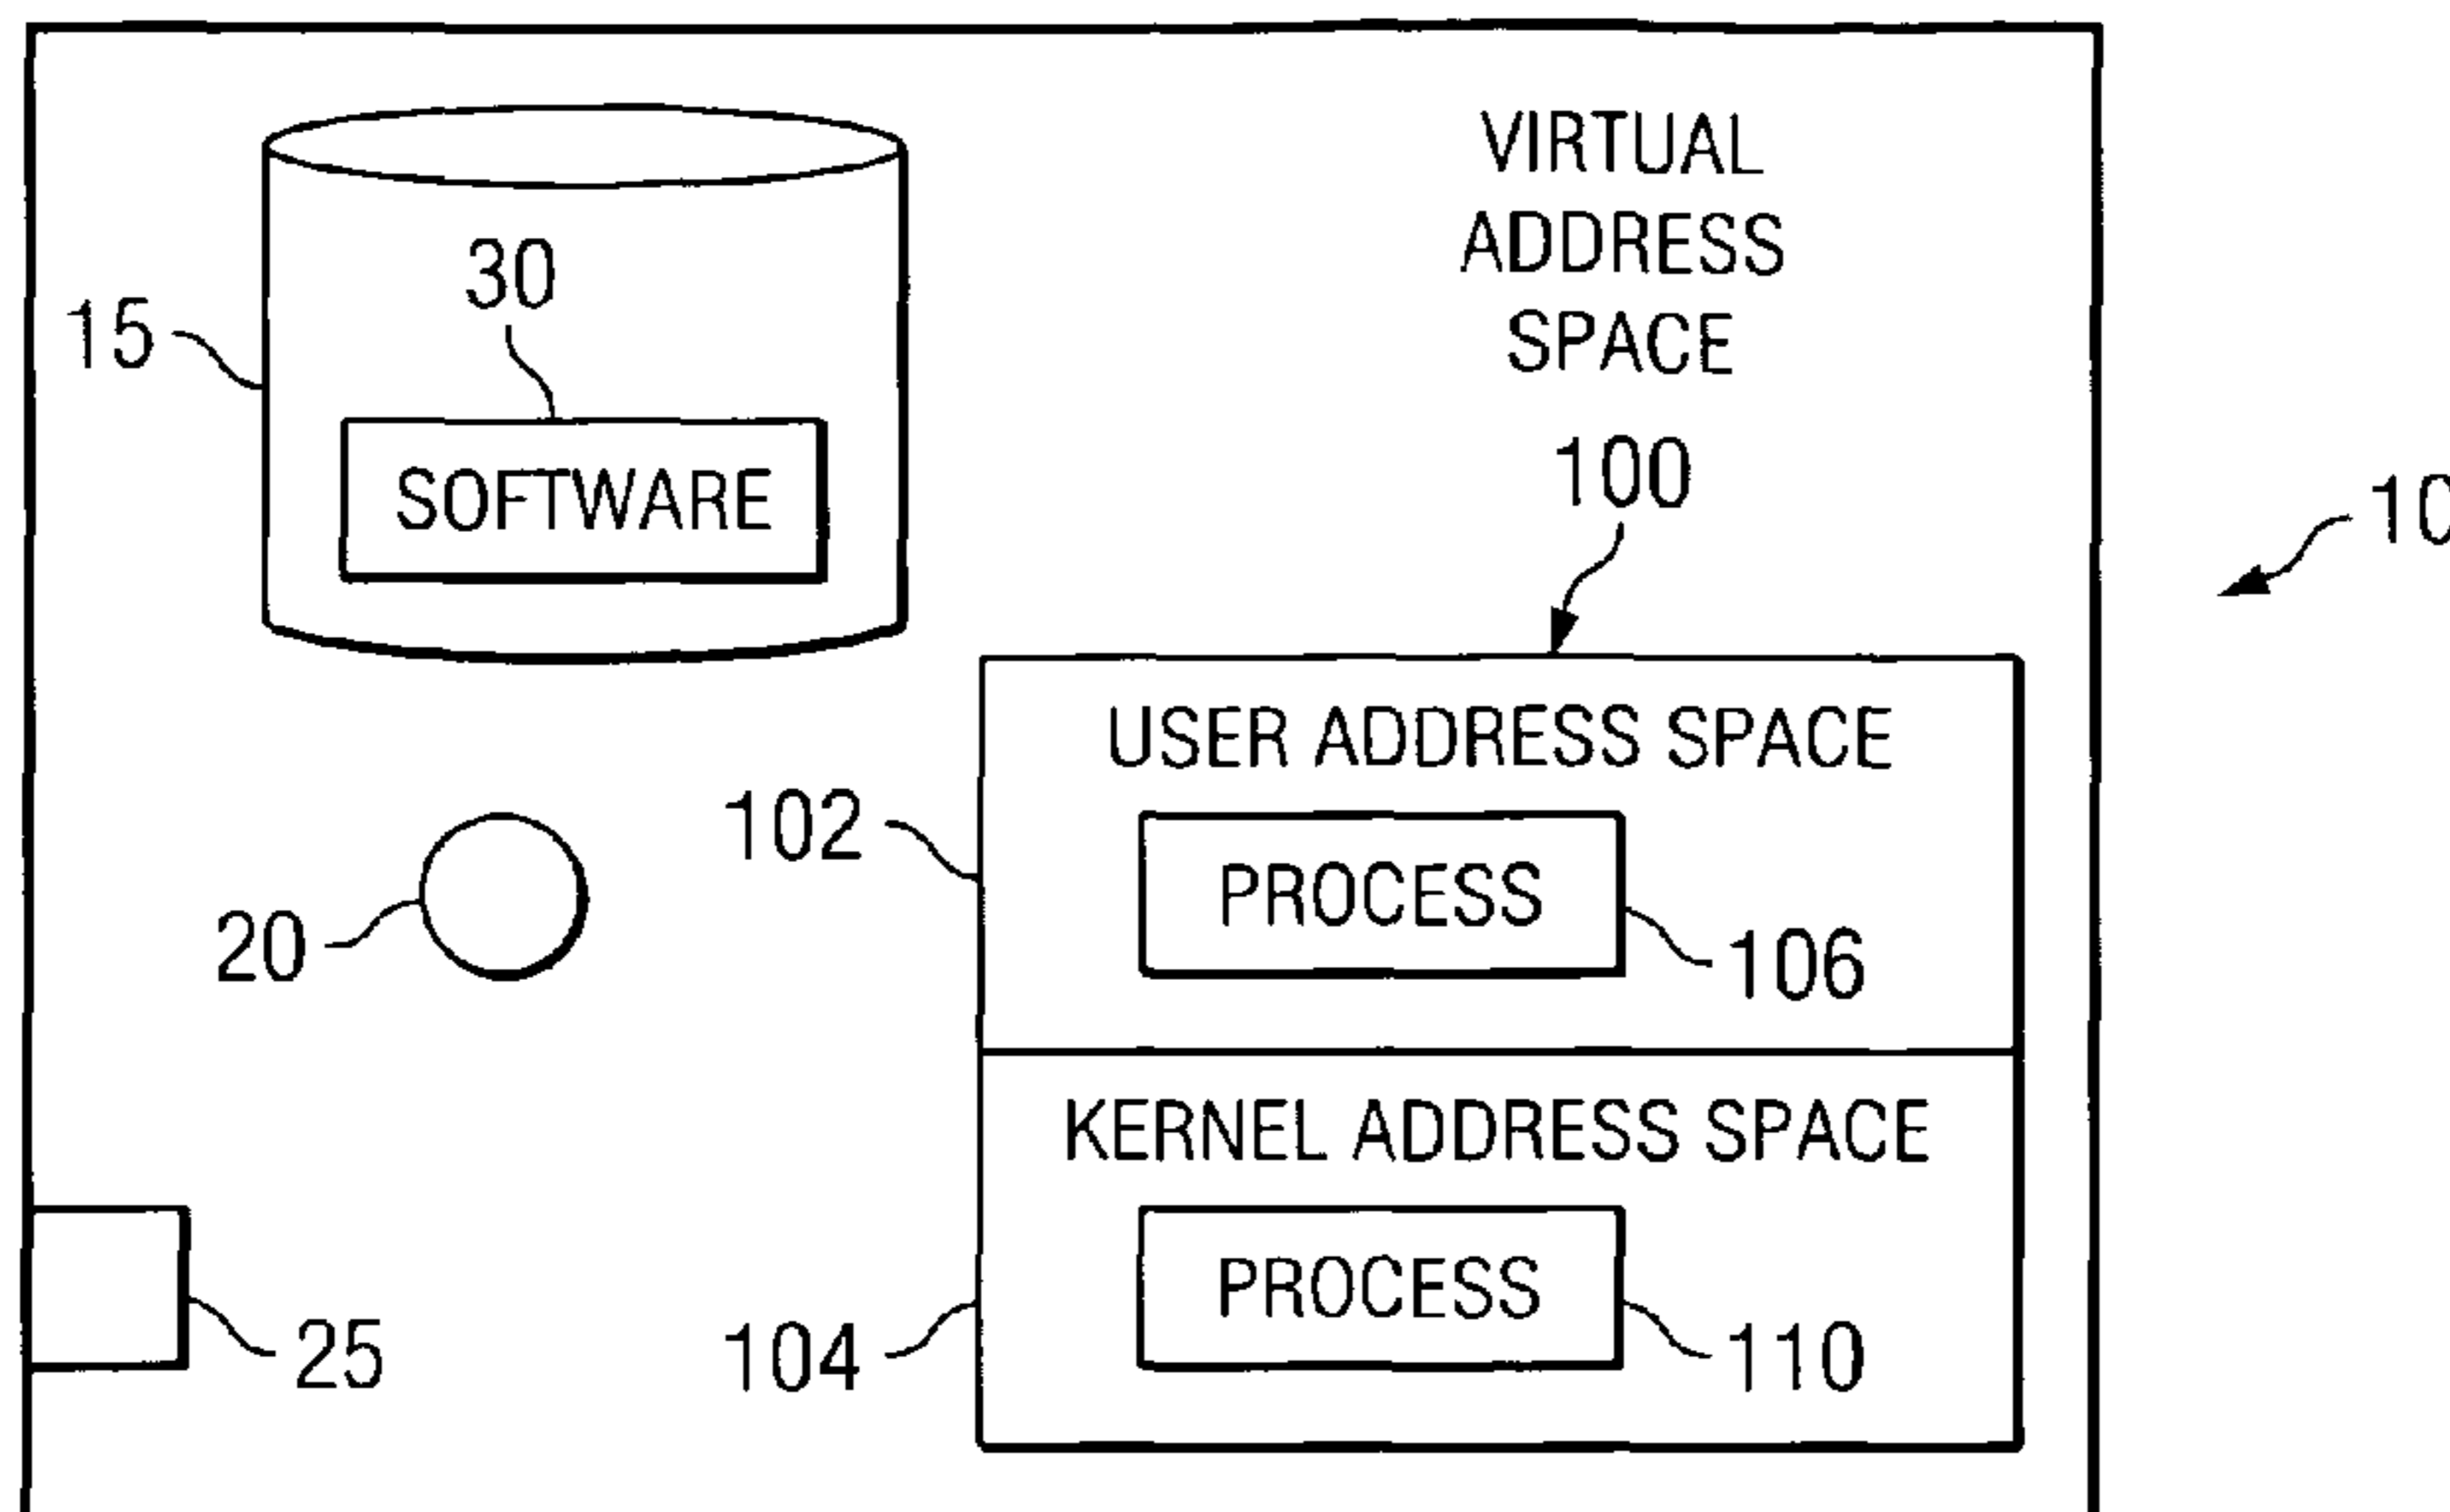 VIRTUAL
ADDRESS
SPACE
30
15
SOFTWARE
100
10
USER ADDRESS SPACE
102
PROCESS
20
106
KERNEL ADDRESS SPACE
PROCESS
25
104
110